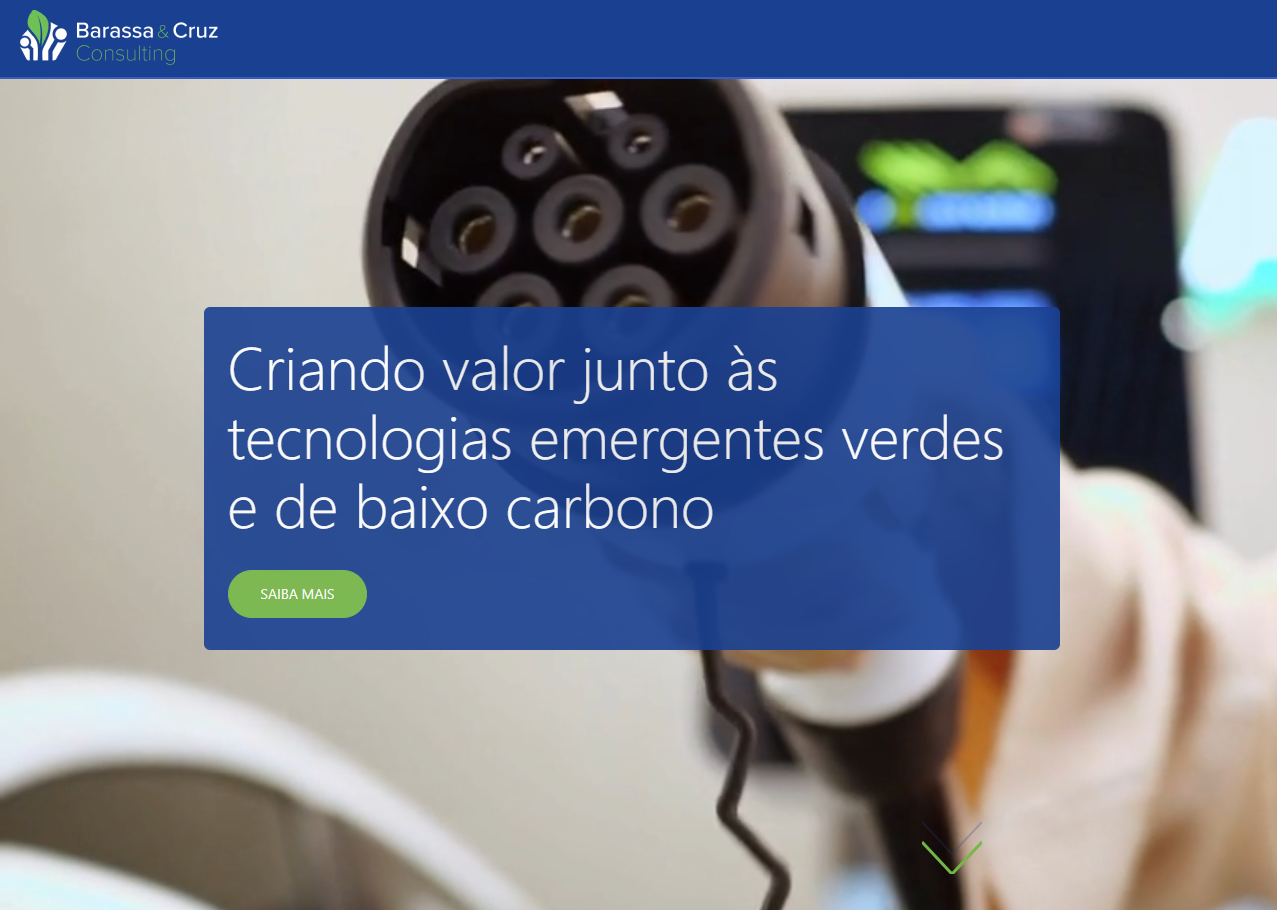 Barassa & Cruz
Consulting
Criando valor junto às
tecnologias emergentes verdes
e de baixo carbono
SAIBA MAIS